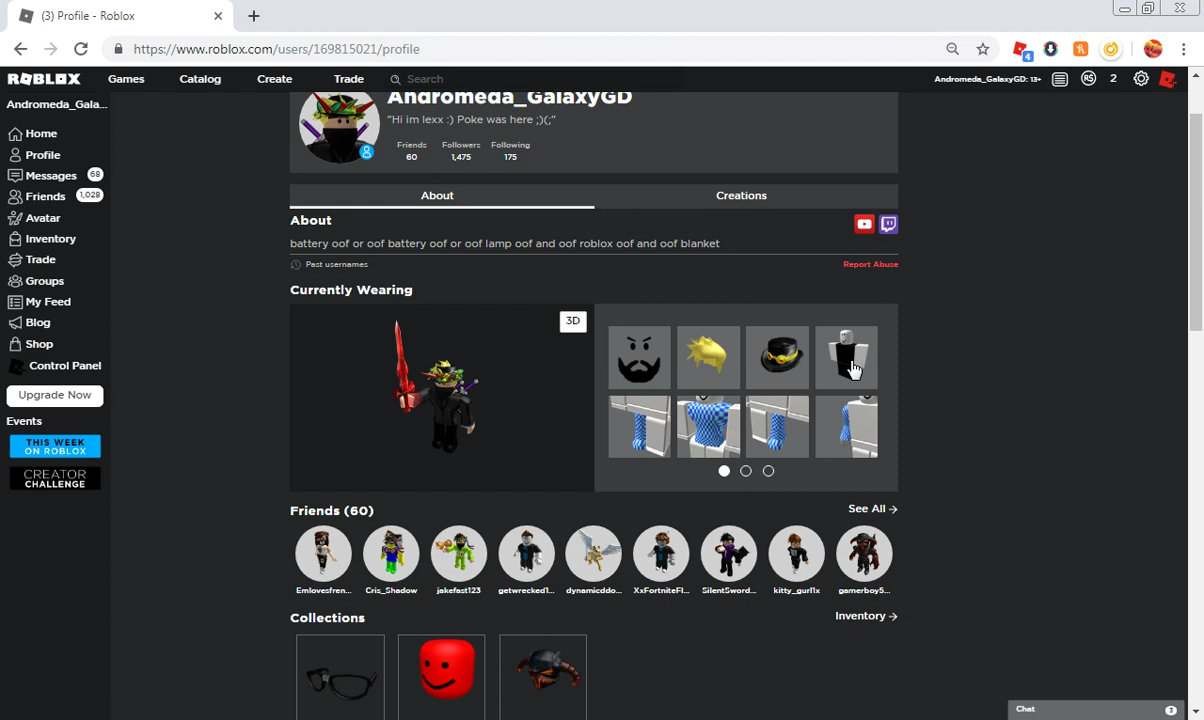 (3) Profile - Roblox
https://www.roblox.com/users/169815021/profile
4
ROBLOX
Games
Catalog
Create
Trade
Search
Andromeda_GalaxyGD: 13+
2
Andromeda_Gala...
Home
Profile
Messages
68
Friends
1,028
Avatar
Inventory
Trade
Groups
My Feed
Blog
Shop
Control Panel
Upgrade Now
Events
THIS WEEK
ON ROBLOX
CREATOR
CHALLENGE
Andromeda_GalaxyGD
"Hi im lexx :) Poke was here ;)(;"
Friends
60
Followers
1,475
Following
175
About
Creations
About
battery oof or oof battery oof or oof lamp oof and oof roblox oof and oof blanket
Past usernames
Report Abuse
Currently Wearing
3D
Friends (60)
See All
Emlovesfren...
Cris_Shadow
jakefast123
getwrecked1...
dynamicddo...
XxFortniteFl...
SilentSword...
kitty_gurl1x
gamerboy5...
Collections
Inventory
Chat
3